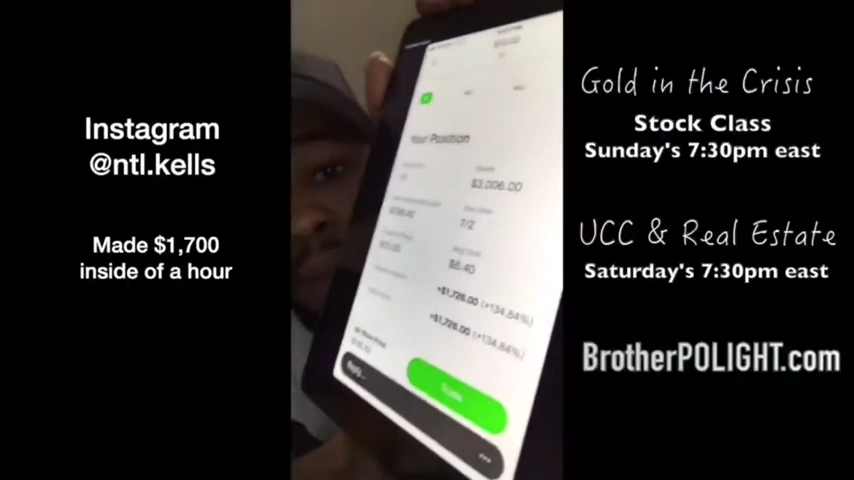 Instagram
@ntl.kells
Made $1,700
inside of a hour
Your Position
$3,006.00
7/2
$6.40
+$1,726.00 (+134.84%)
+$1,726.00 (+134.84%)
Trade
Reply...
Gold in the Crisis
Stock Class
Sunday's 7:30pm east
UCC & Real Estate
Saturday's 7:30pm east
BrotherPOLIGHT.com